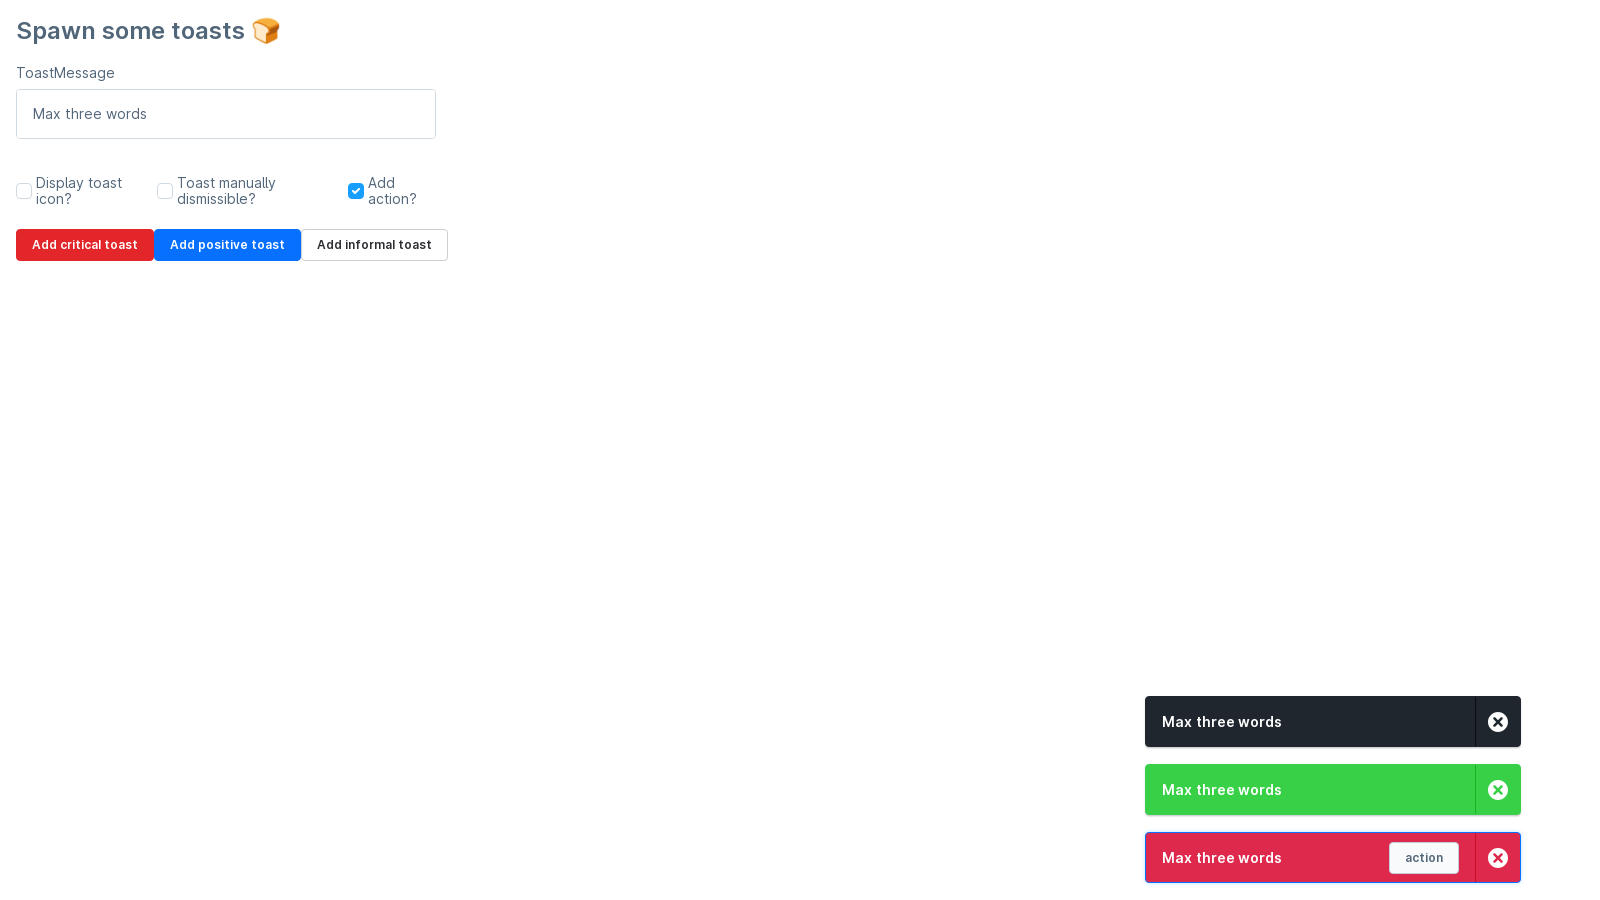 Spawn some toasts 🍞
ToastMessage
Max three words
Display toast icon?
Toast manually dismissible?
Add action?
Add critical toast
Add positive toast
Add informal toast
Max three words
Max three words
Max three words
action